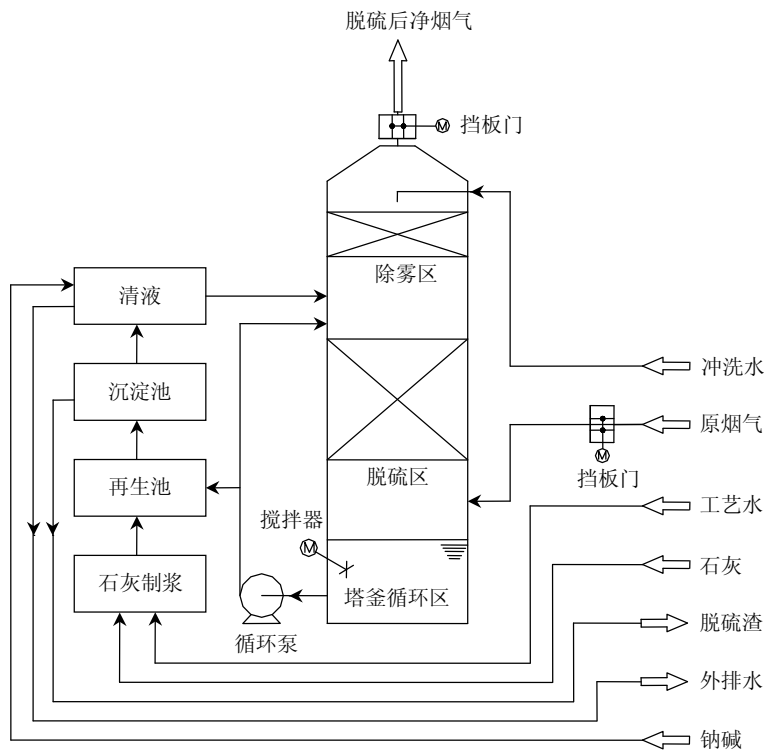 脱硫后净烟气
M
挡板门
除雾区
清液
冲洗水
沉淀池
原烟气
M
挡板门
脱硫区
再生池
工艺水
搅拌器
M
石灰
石灰制浆
塔釜循环区
脱硫渣
循环泵
外排水
钠碱